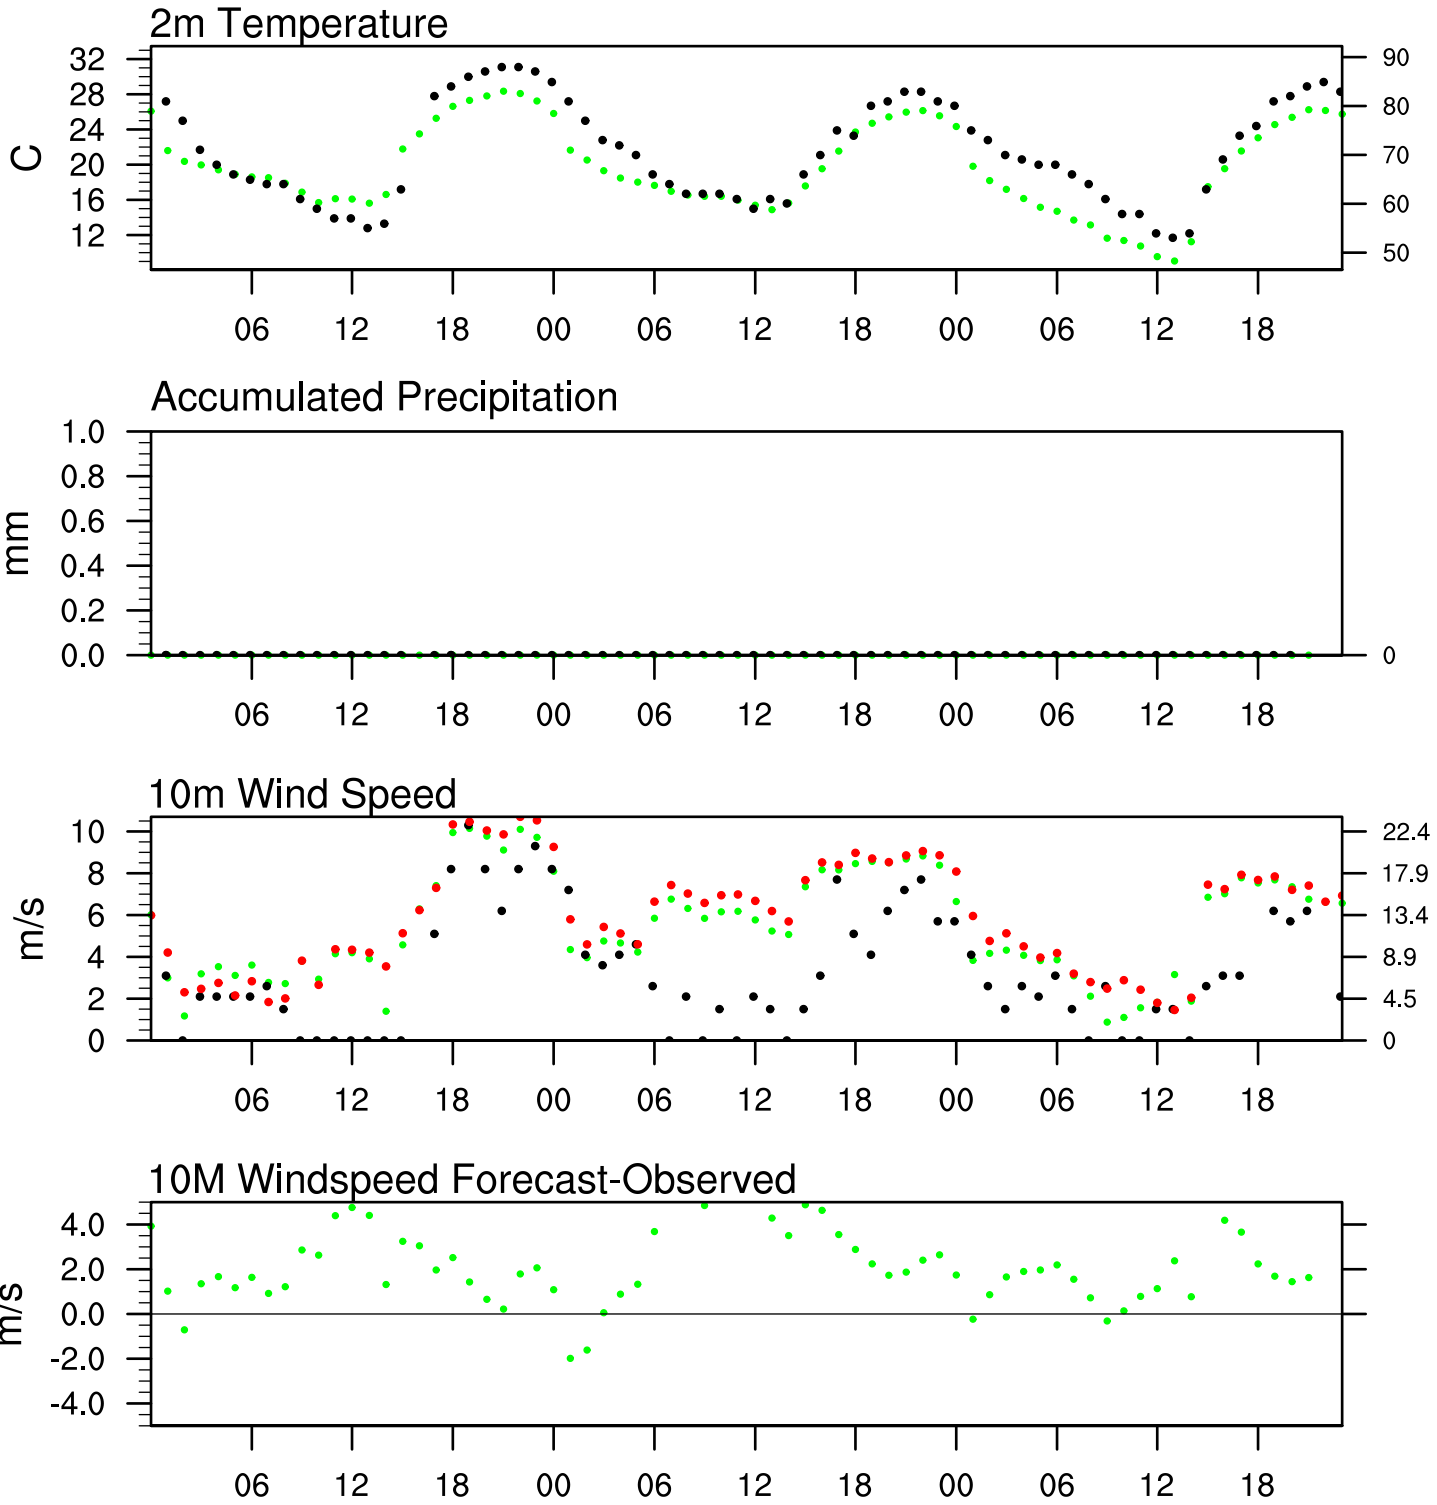 2m Temperature
32
28
24
20
16
12
C
90
80
70
60
50
06 12 18 00 06 12 18 00 06 12 18
Accumulated Precipitation
1.0
0.8
0.6
0.4
0.2
0.0
mm
0
06 12 18 00 06 12 18 00 06 12 18
10m Wind Speed
10
8
6
4
2
0
m/s
22.4
17.9
13.4
8.9
4.5
0
06 12 18 00 06 12 18 00 06 12 18
10M Windspeed Forecast-Observed
4.0
2.0
0.0
-2.0
-4.0
m/s
06 12 18 00 06 12 18 00 06 12 18